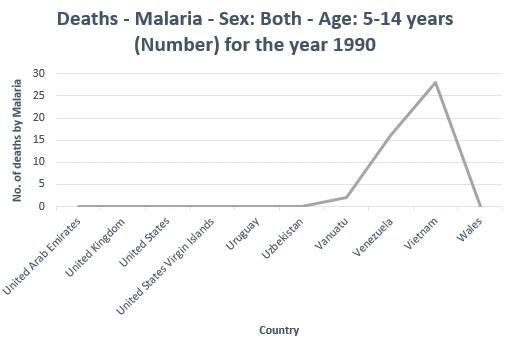 Deaths - Malaria - Sex: Both - Age: 5-14 years
(Number) for the year 1990
No. of deaths by Malaria
30
25
20
15
10
5
0
United Arab Emirates
United Kingdom
United States
United States Virgin Islands
Uruguay
Uzbekistan
Vanuatu
Venezuela
Vietnam
Wales
Country